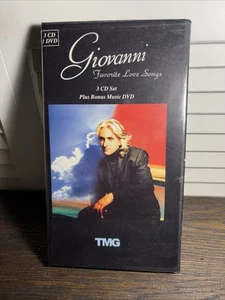 3 CD
1 DVD
Giovanni
Favorite Love Songs
3 CD Set
Plus Bonus Music DVD
TMG